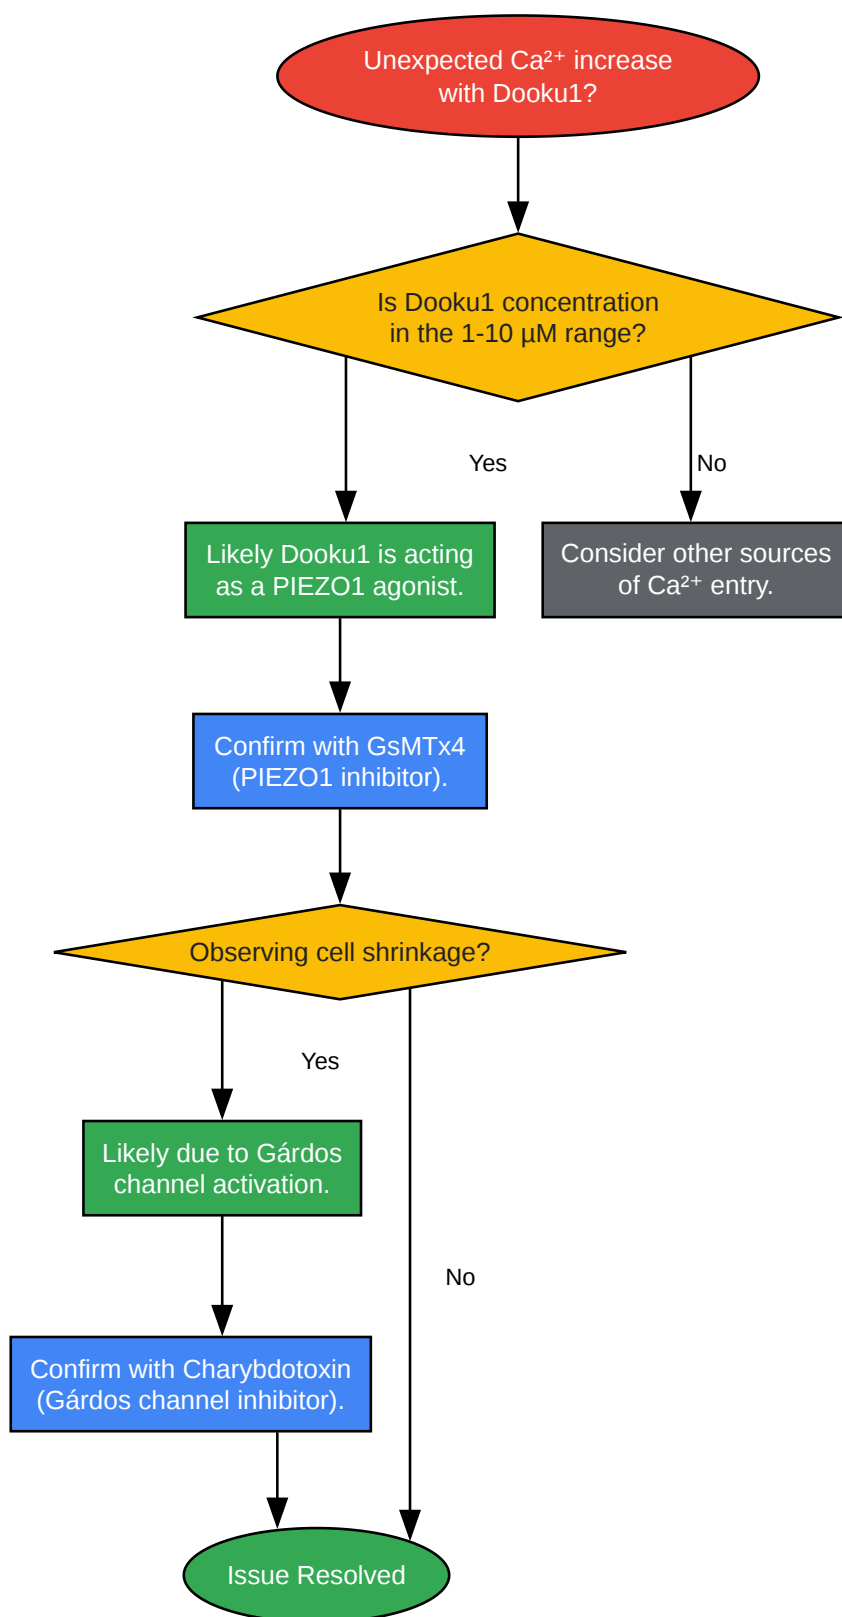 Unexpected Ca²⁺ increase
with Dooku1?
Is Dooku1 concentration
in the 1-10 µM range?
Yes
No
Likely Dooku1 is acting
as a PIEZO1 agonist.
Consider other sources
of Ca²⁺ entry.
Confirm with GsMTx4
(PIEZO1 inhibitor).
Observing cell shrinkage?
Yes
Likely due to Gárdos
channel activation.
No
Confirm with Charybdotoxin
(Gárdos channel inhibitor).
Issue Resolved